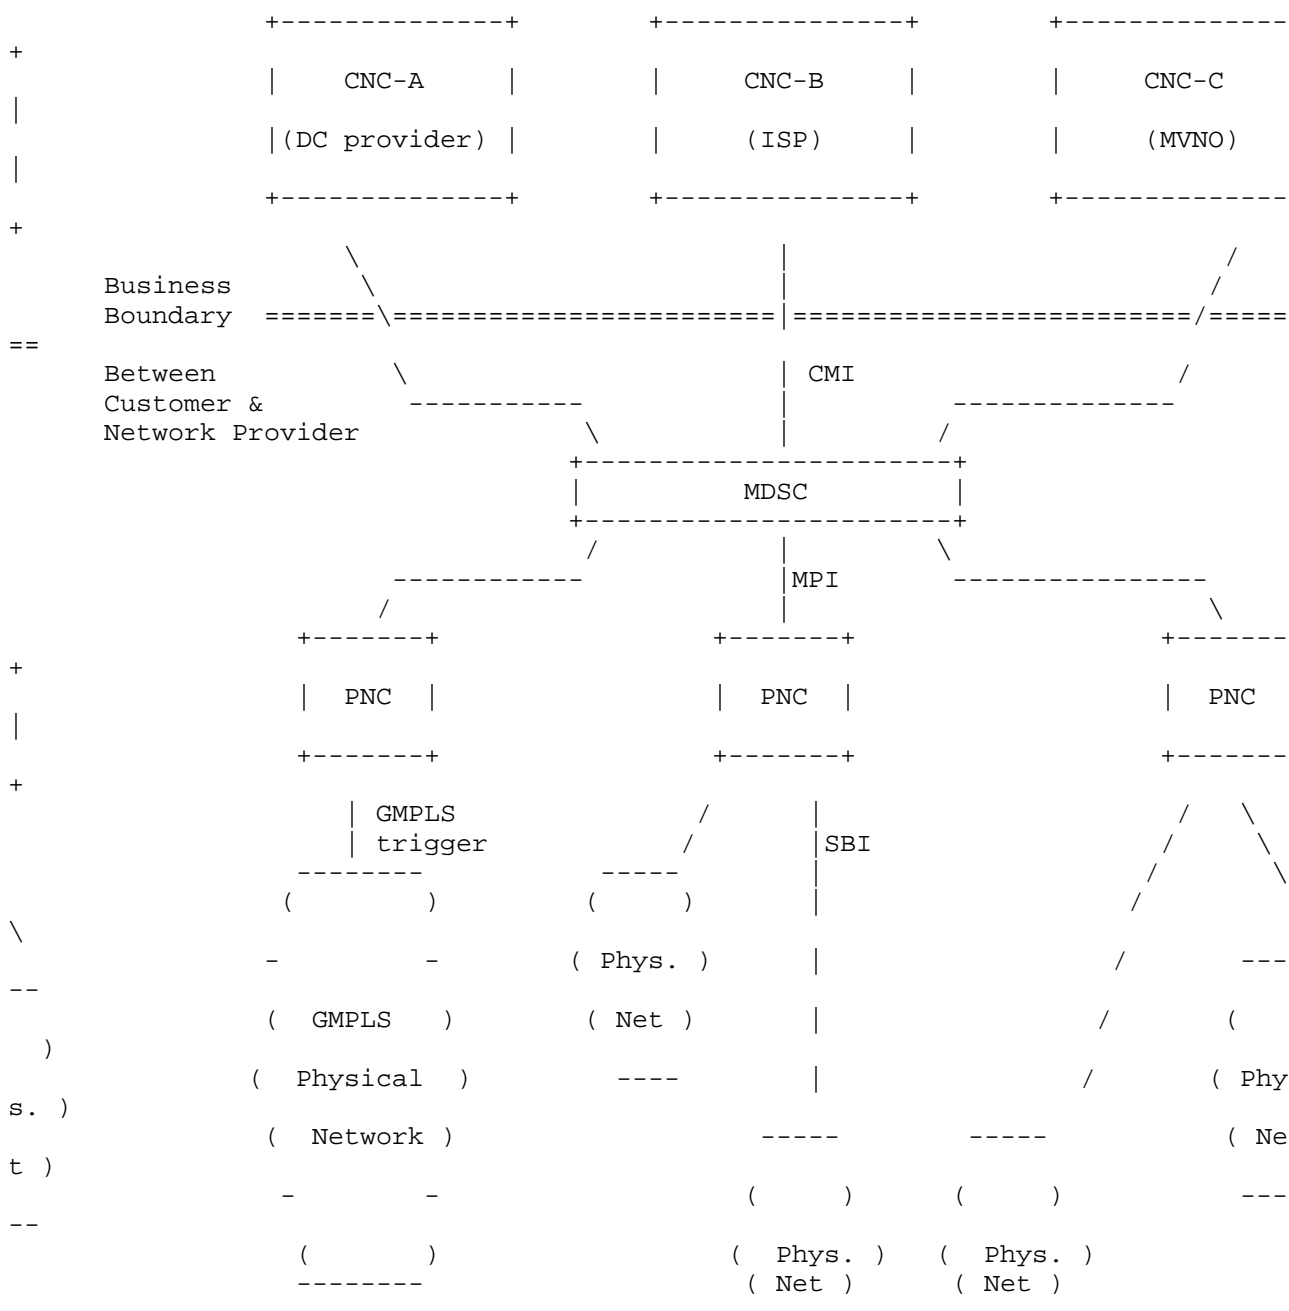 +--------------+ +---------------+ +--------------
+
| CNC-A | | CNC-B | | CNC-C
|
|(DC provider) | | (ISP) | | (MVNO)
|
+--------------+ +---------------+ +--------------
+
\ | /
Business \ | /
Boundary =======\========================|=========================/=====
==
Between \ | CMI /
Customer & ----------- | --------------
Network Provider \ | /
+-----------------------+
| MDSC |
+-----------------------+
/ | \
------------ |MPI ----------------
/ | \
+-------+ +-------+ +-------
+
| PNC | | PNC | | PNC
|
+-------+ +-------+ +-------
+
| GMPLS / | / \
| trigger / |SBI / \
-------- ----- | / \
( ) ( ) | /
\
- - ( Phys. ) | / ---
--
( GMPLS ) ( Net ) | / (
)
( Physical ) ---- | / ( Phy
s. )
( Network ) ----- ----- ( Ne
t )
- - ( ) ( ) ---
--
( ) ( Phys. ) ( Phys. )
-------- ( Net ) ( Net )